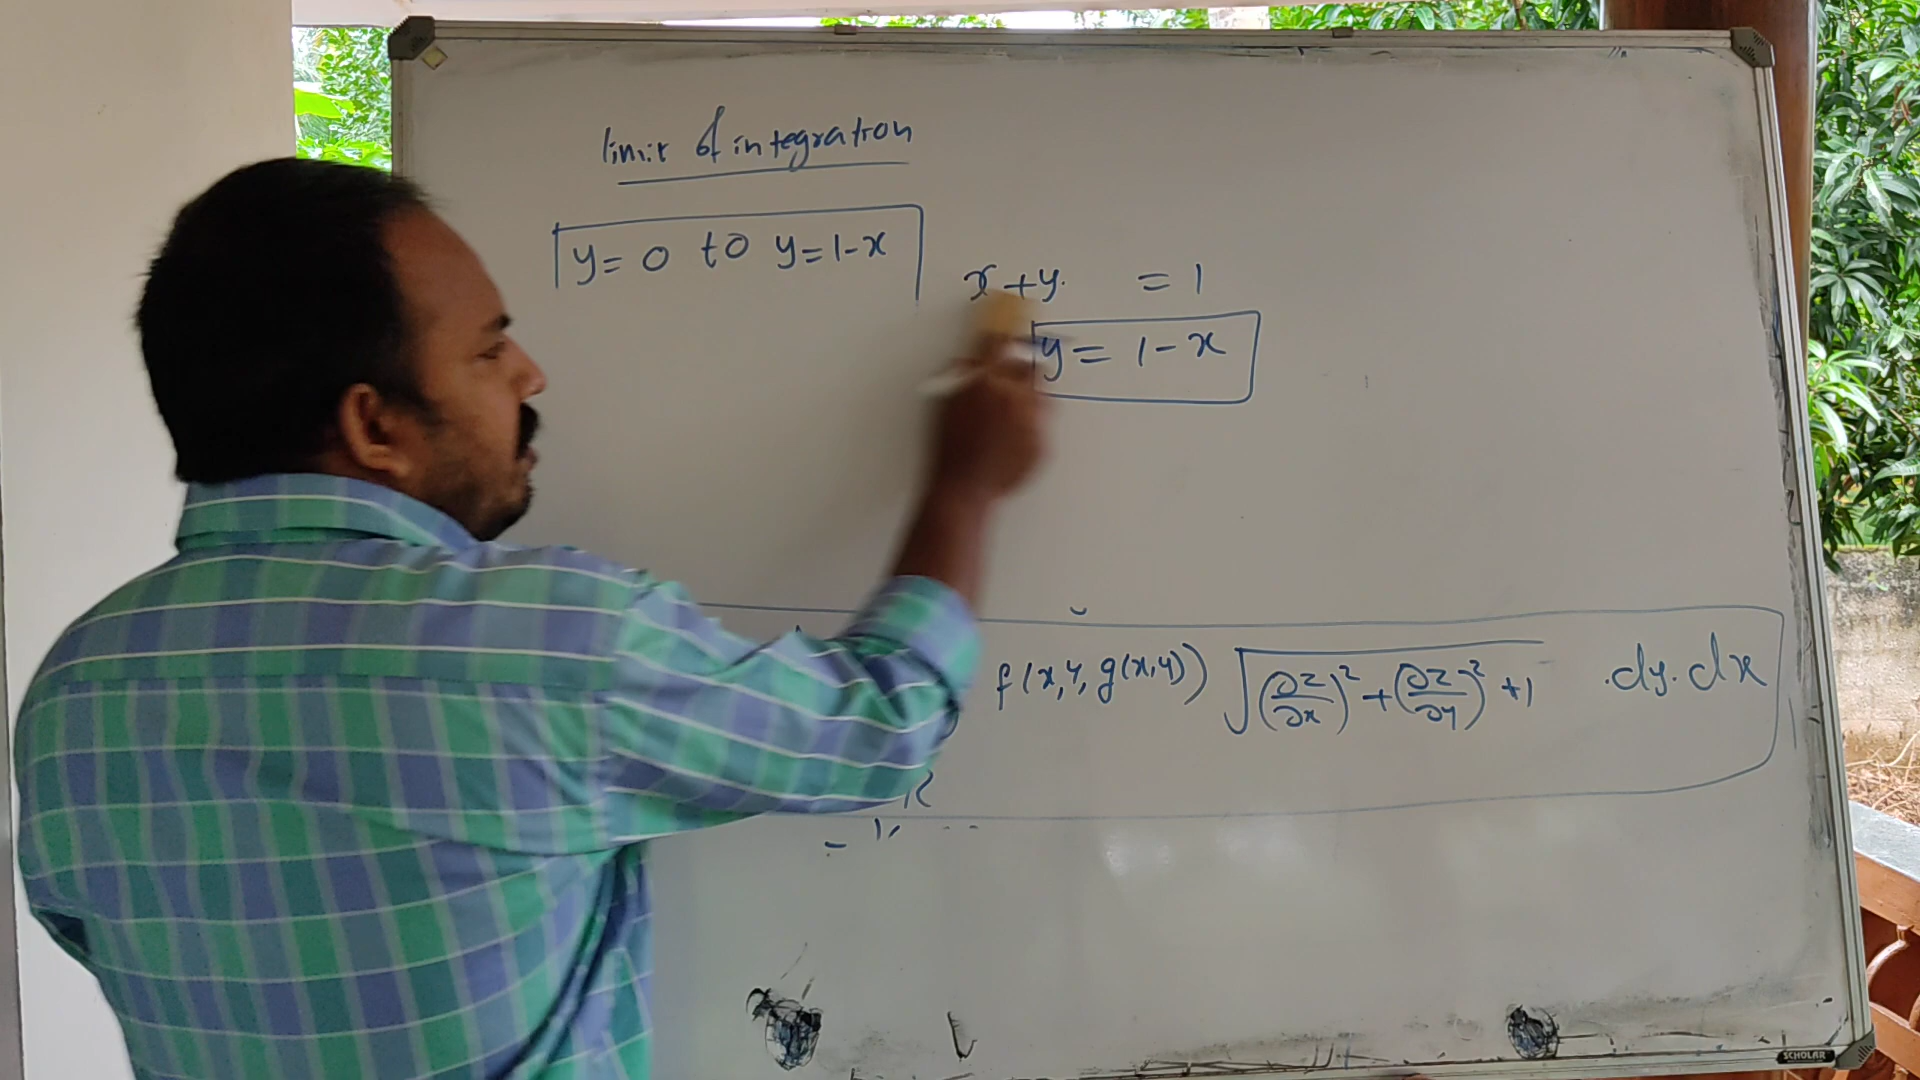 limit of integration
y = 0 to y = 1-x
x + y = 1
y = 1 - x
f(x,y,g(x,y)) √((∂z/∂x)² + (∂z/∂y)² + 1) .dy.dx
R
SCHOLAR